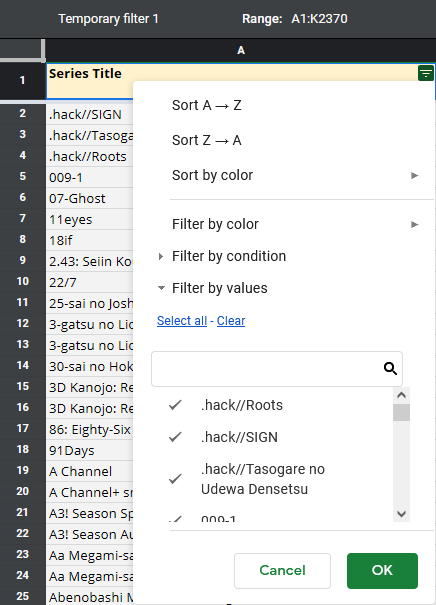 Temporary filter 1 Range: A1:K2370
A
1 Series Title
Sort A → Z
Sort Z → A
Sort by color
Filter by color
Filter by condition
Filter by values
Select all - Clear
.hack//Roots
.hack//SIGN
.hack//Tasogare no
Udewa Densetsu
009-1
Cancel OK
2 .hack//SIGN
3 .hack//Tasoga
4 .hack//Roots
5 009-1
6 07-Ghost
7 11eyes
8 18if
9 2.43: Seiin Ko
10 22/7
11 25-sai no Josh
12 3-gatsu no Lio
13 3-gatsu no Lio
14 30-sai no Hok
15 3D Kanojo: Re
16 3D Kanojo: Re
17 86: Eighty-Six
18 91Days
19 A Channel
20 A Channel+ sm
21 A3! Season Sp
22 A3! Season Au
23 Aa Megami-sa
24 Aa Megami-sa
25 Abenobashi M